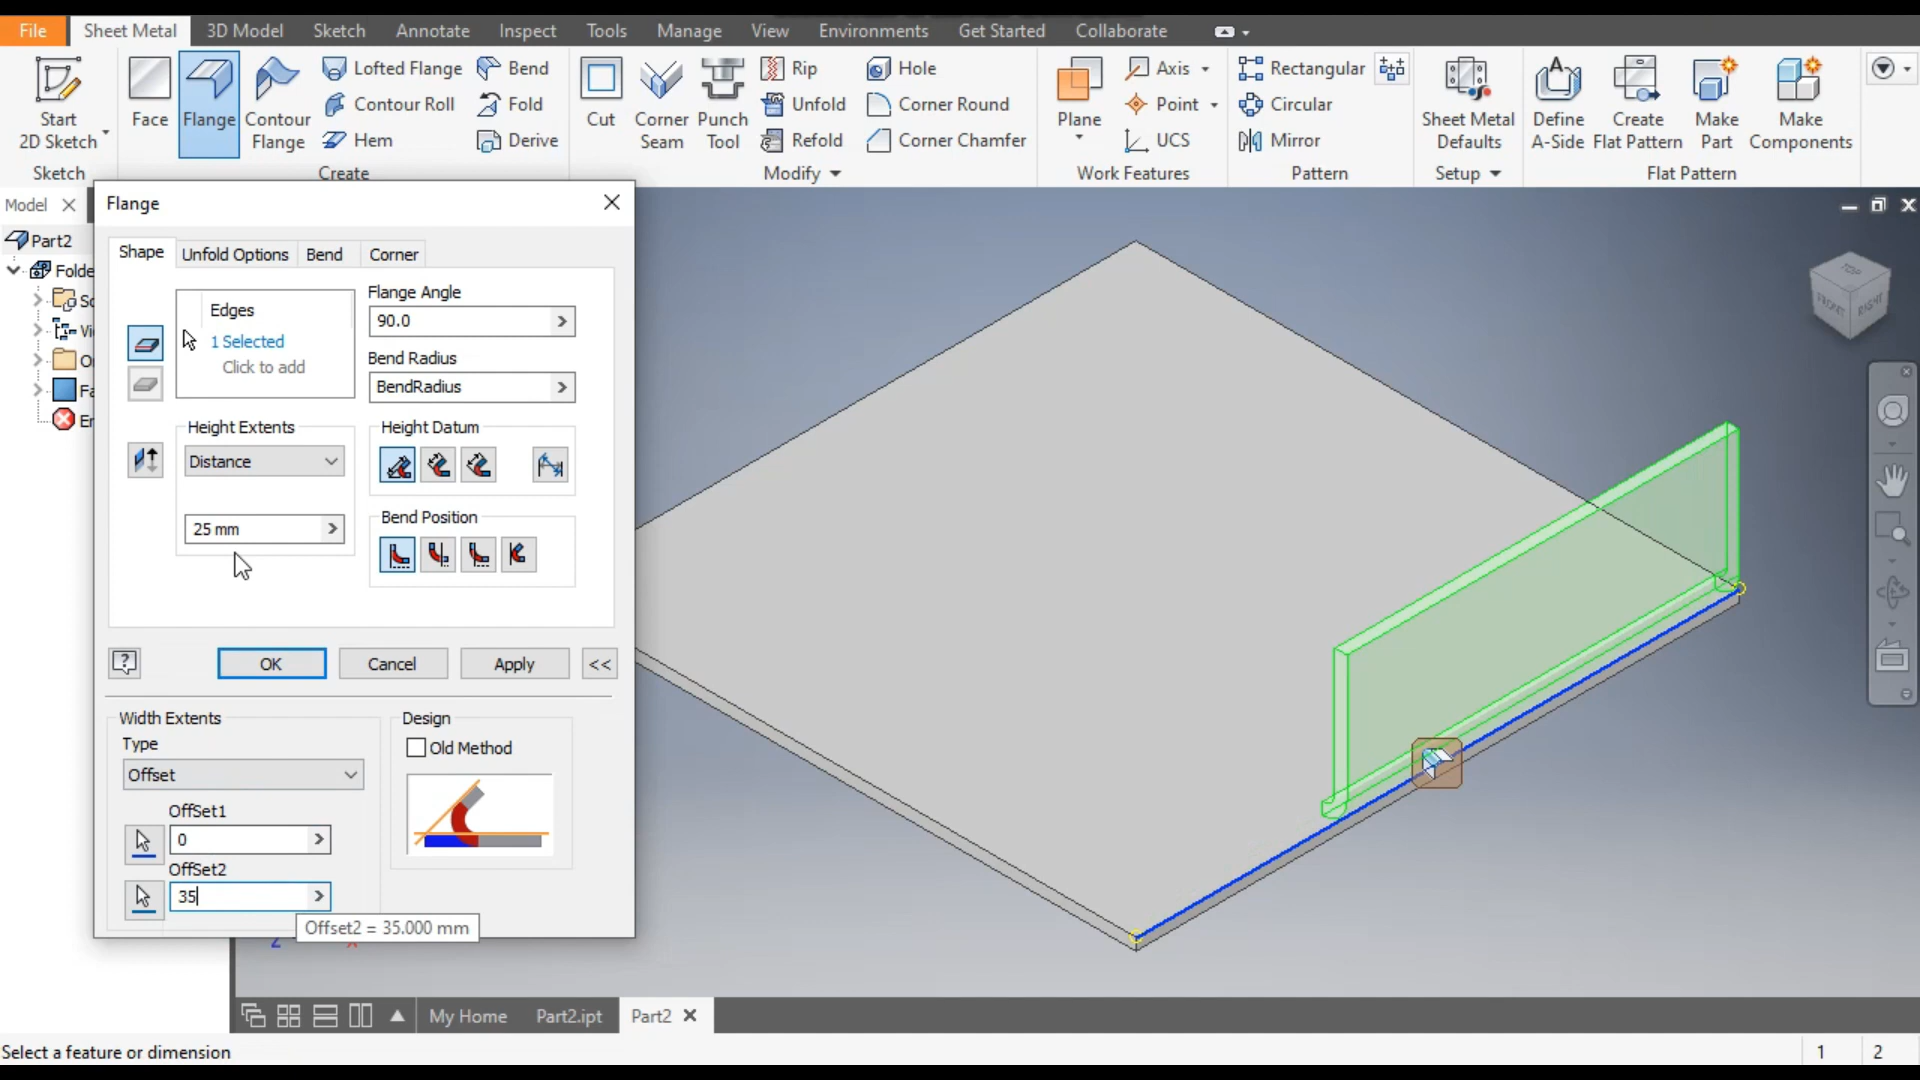 File Sheet Metal 3D Model Sketch Annotate Inspect Tools Manage View Environments Get Started Collaborate
Start 2D Sketch
Face
Flange
Contour Flange
Lofted Flange
Contour Roll
Hem
Bend
Fold
Derive
Cut
Corner Seam
Punch Tool
Rip
Unfold
Refold
Hole
Corner Round
Corner Chamfer
Plane
Axis
Point
UCS
Rectangular
Circular
Mirror
Sheet Metal Defaults
Define A-Side
Create Flat Pattern
Make Part
Make Components
Sketch Create Modify Work Features Pattern Setup Flat Pattern
Model
Part2
Folde
Flange
Shape Unfold Options Bend Corner
Edges
1 Selected
Click to add
Flange Angle
90.0
Bend Radius
BendRadius
Height Extents
Distance
25 mm
Height Datum
Bend Position
OK Cancel Apply <<
Width Extents
Type
Offset
OffSet1
0
OffSet2
35
Offset2 = 35.000 mm
Design
Old Method
TOP
FRONT
RIGHT
My Home Part2.ipt Part2
Select a feature or dimension
1 2